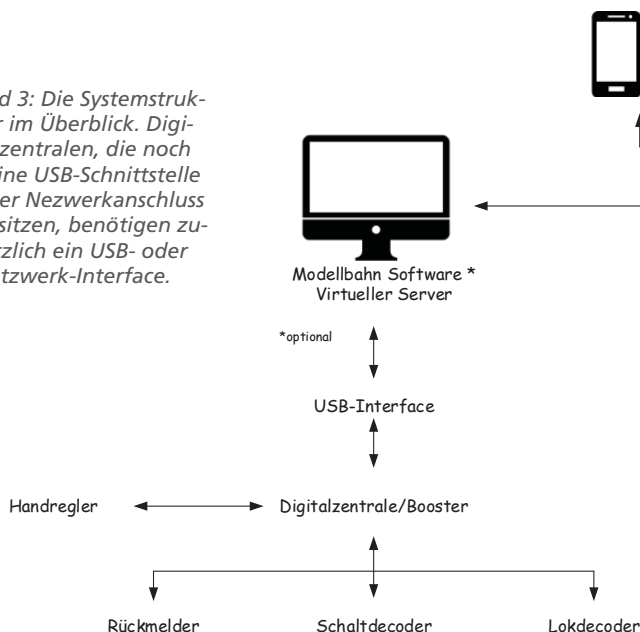 d 3: Die Systemstruk-
r im Überblick. Digi-
zentralen, die noch
ine USB-Schnittstelle
er Nezwerkanschluss
sitzen, benötigen zu-
tzlich ein USB- oder
tzwerk-Interface.
Modellbahn Software *
Virtueller Server
*optional
USB-Interface
Handregler
Digitalzentrale/Booster
Rückmelder
Schaltdecoder
Lokdecoder